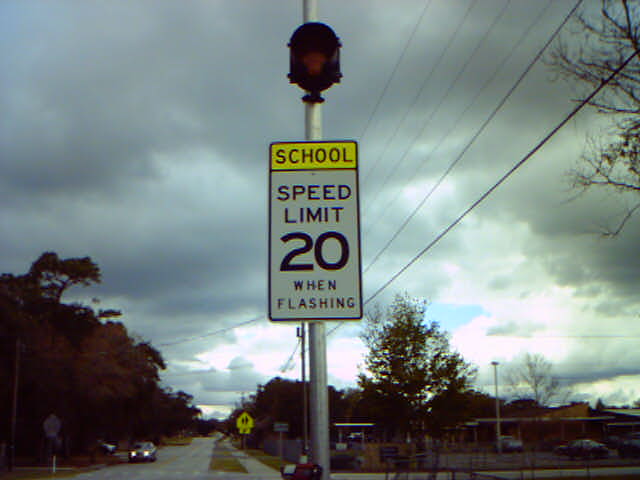 SCHOOL
SPEED
LIMIT
20
WHEN
FLASHING